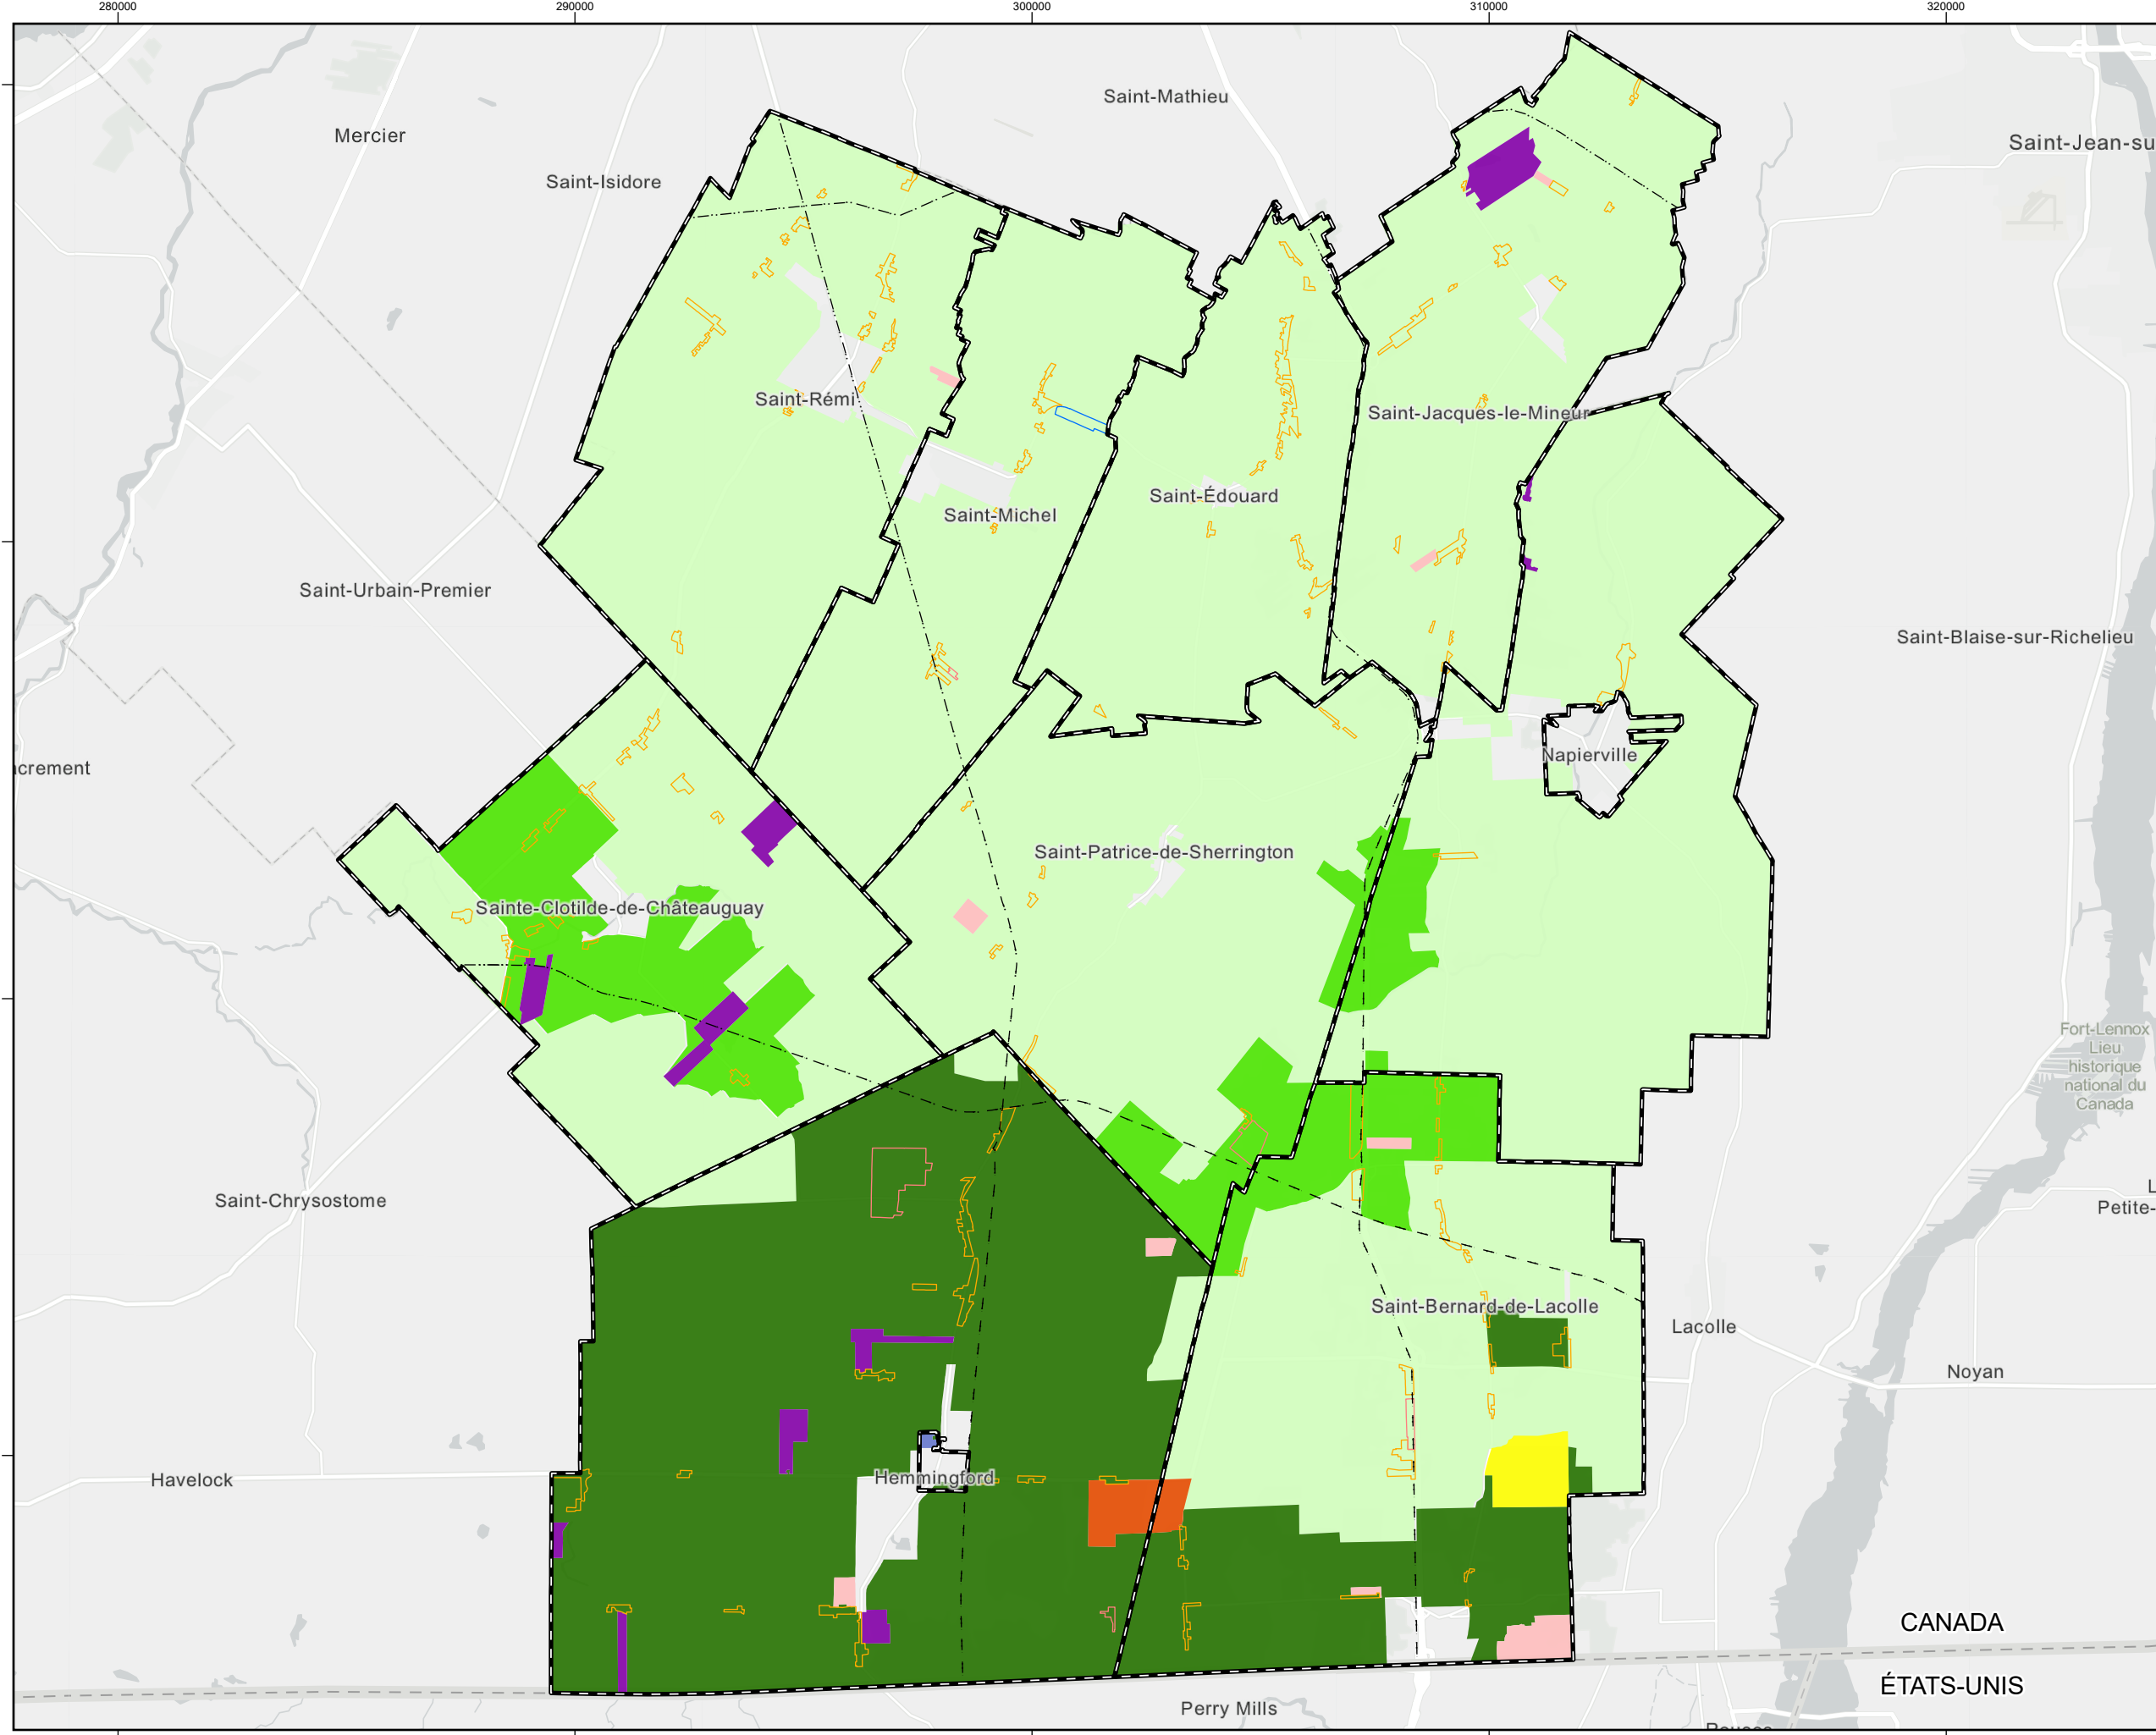 280000
290000
300000
310000
320000
Saint-Mathieu
Mercier
Saint-Jean-su
Saint-Isidore
Saint-Rémi
Saint-Jacques-le-Mineur
Saint-Édouard
Saint-Michel
Saint-Urbain-Premier
Saint-Blaise-sur-Richelieu
Napierville
crement
Saint-Patrice-de-Sherrington
Sainte-Clotilde-de-Châteauguay
Fort-Lennox
Lieu
historique
national du
Canada
Saint-Chrysostome
L
Petite-
Saint-Bernard-de-Lacolle
Lacolle
Noyan
Havelock
Hemmingford
CANADA
ÉTATS-UNIS
Perry Mills